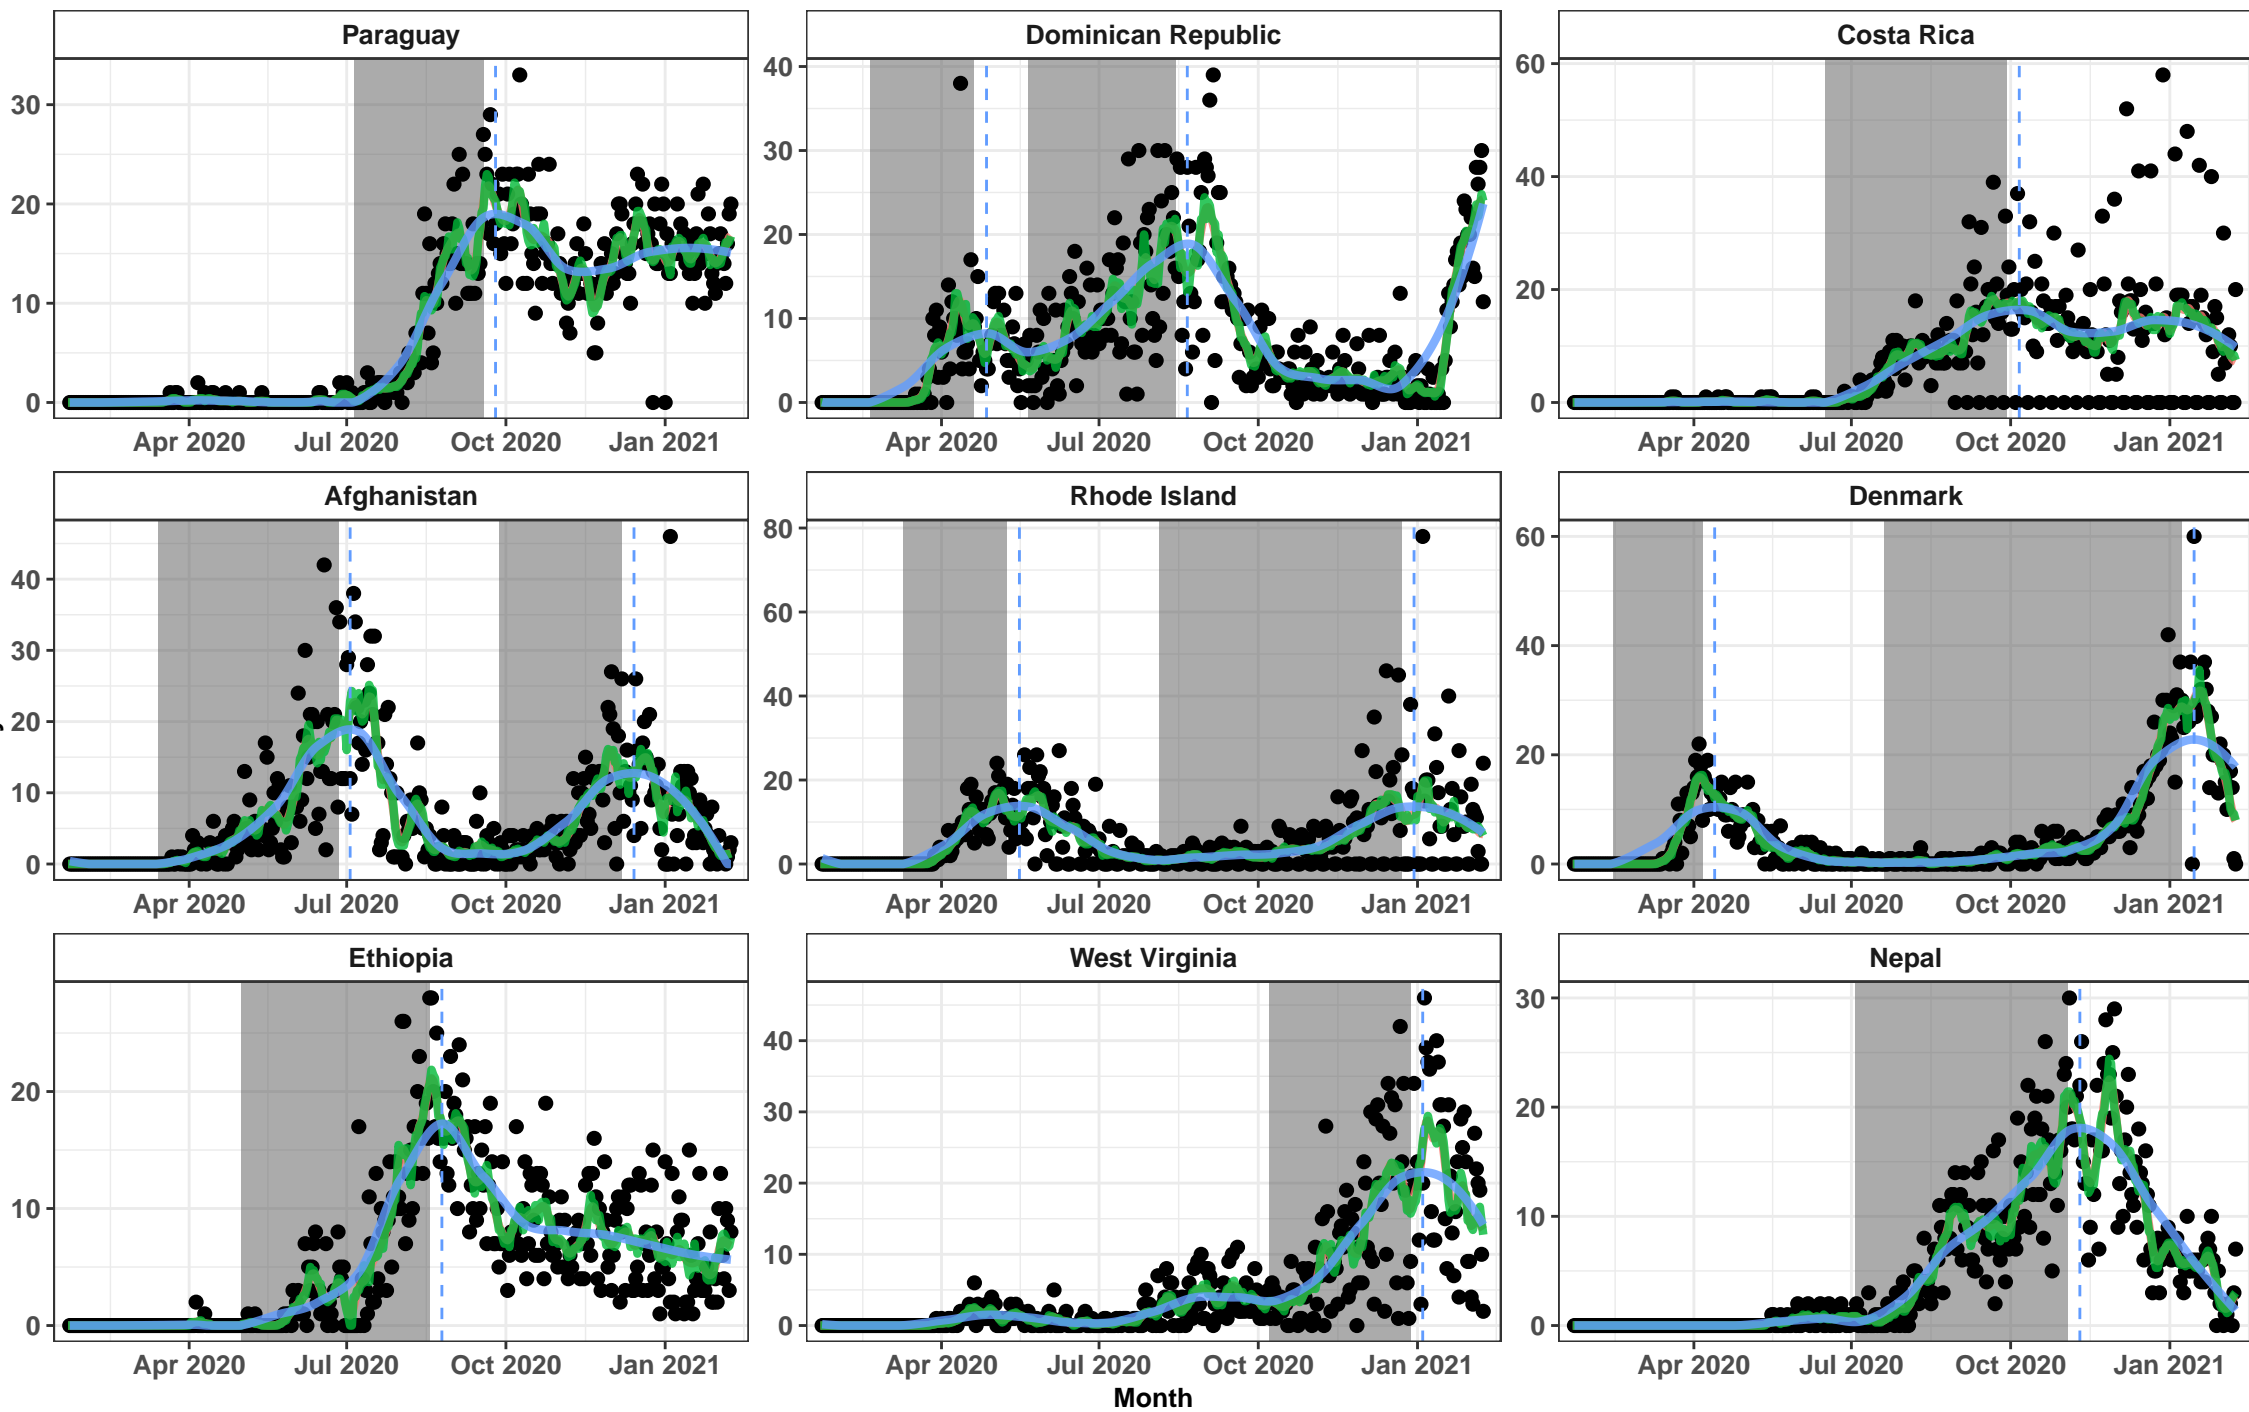 Paraguay Dominican Republic Costa Rica
30 20 10 0
40 30 20 10 0
60 40 20 0
Apr 2020 Jul 2020 Oct 2020 Jan 2021 Apr 2020 Jul 2020 Oct 2020 Jan 2021 Apr 2020 Jul 2020 Oct 2020 Jan 2021
Afghanistan Rhode Island Denmark
40 30 20 10 0
80 60 40 20 0
60 40 20 0
Apr 2020 Jul 2020 Oct 2020 Jan 2021 Apr 2020 Jul 2020 Oct 2020 Jan 2021 Apr 2020 Jul 2020 Oct 2020 Jan 2021
Ethiopia West Virginia Nepal
20 10 0
40 30 20 10 0
30 20 10 0
Apr 2020 Jul 2020 Oct 2020 Jan 2021 Apr 2020 Jul 2020 Oct 2020 Jan 2021 Apr 2020 Jul 2020 Oct 2020 Jan 2021
Month